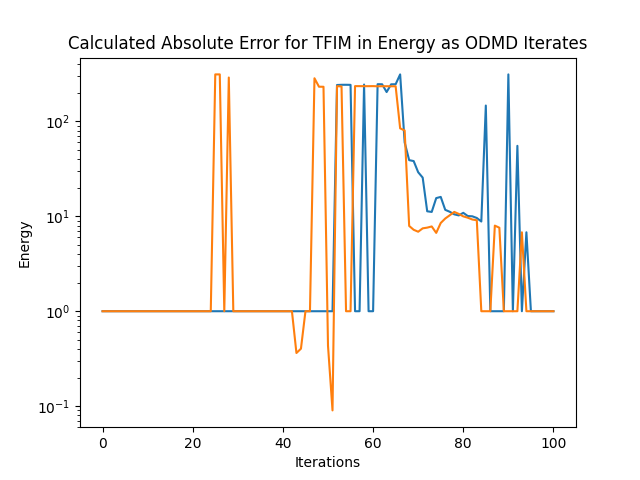 Calculated Absolute Error for TFIM in Energy as ODMD Iterates
Energy
10²
10¹
10⁰
10⁻¹
0 20 40 60 80 100
Iterations